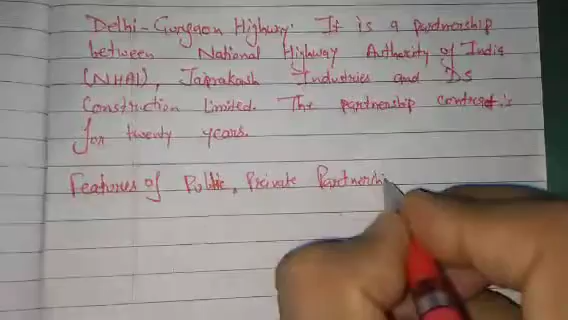 Delhi-Gurgaon Highway. It is a partnership
between National Highway Authority of India
(NHAI), Jaiprakash Industries and DS
Construction Limited. The partnership contract is
for twenty years.
Features of Public, Private Partnershi